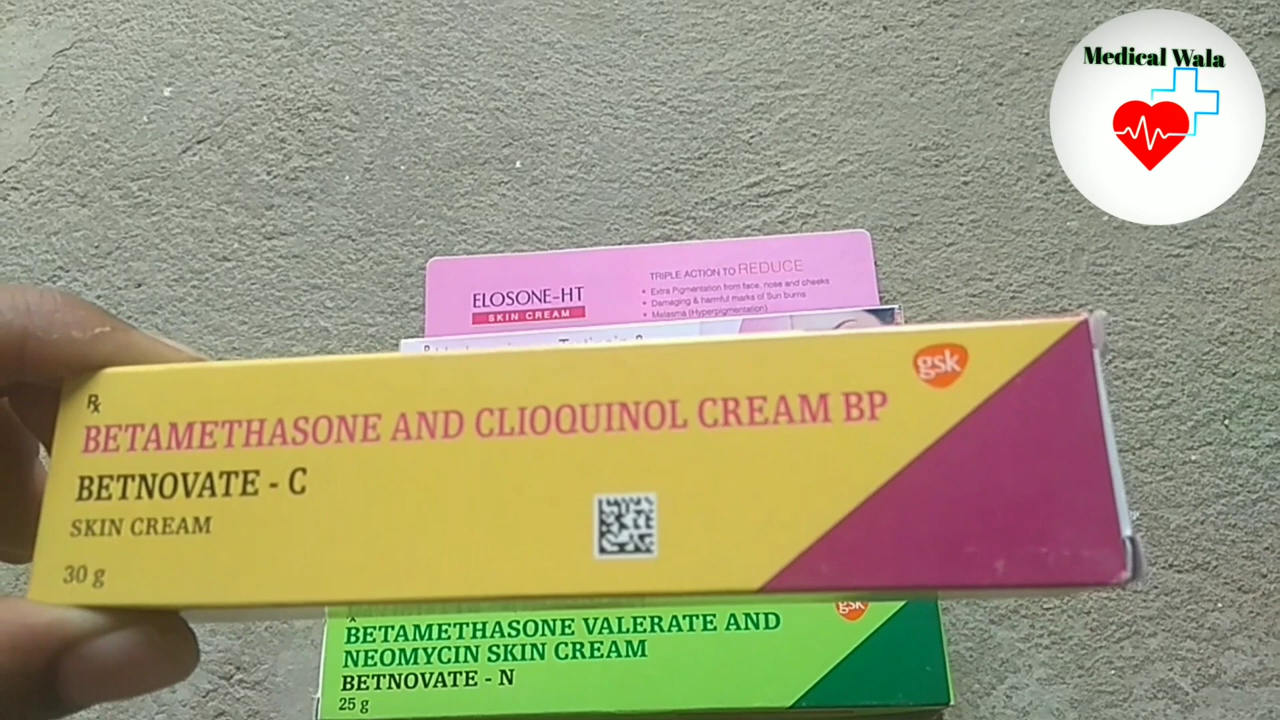 Medical Wala
ELOSONE-HT
SKIN CREAM
TRIPLE ACTION TO REDUCE
• Extra Pigmentation from face, nose and cheeks
• Damaging & harmful marks of Sun burns
• Melasma (Hyperpigmentation)
Rx
gsk
BETAMETHASONE AND CLIOQUINOL CREAM BP
BETNOVATE - C
SKIN CREAM
30 g
gsk
BETAMETHASONE VALERATE AND
NEOMYCIN SKIN CREAM
BETNOVATE - N
25 g